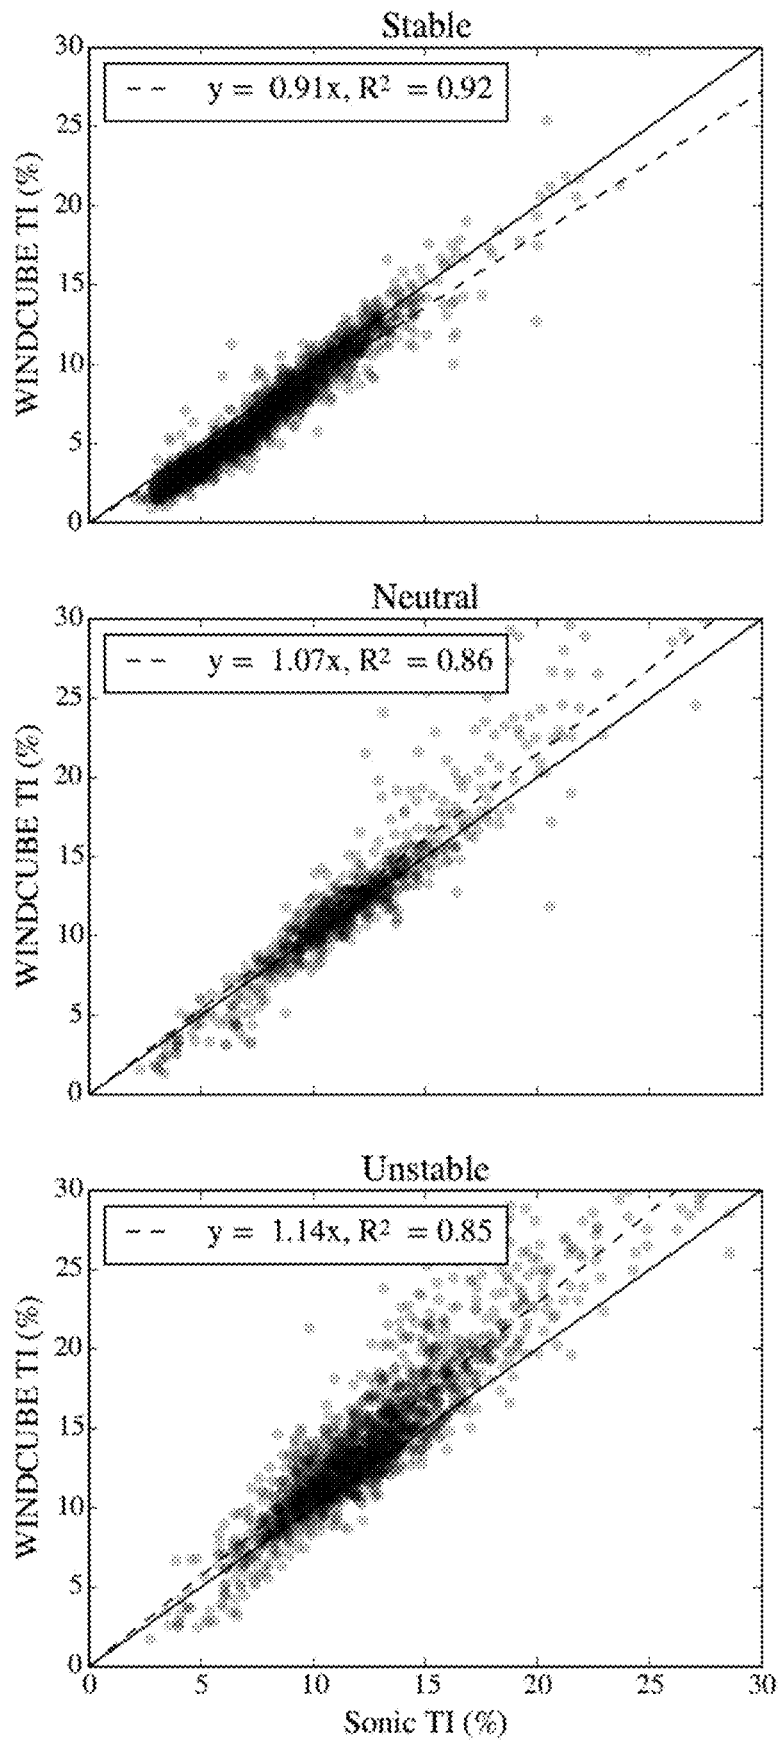 Stable
30
y = 0.91x, R² = 0.92
25
20
15
10
5
0
WINDCUBE TI (%)
Neutral
30
y = 1.07x, R² = 0.86
25
20
15
10
5
0
WINDCUBE TI (%)
Unstable
30
y = 1.14x, R² = 0.85
25
20
15
10
5
0
WINDCUBE TI (%)
0 5 10 15 20 25 30
Sonic TI (%)